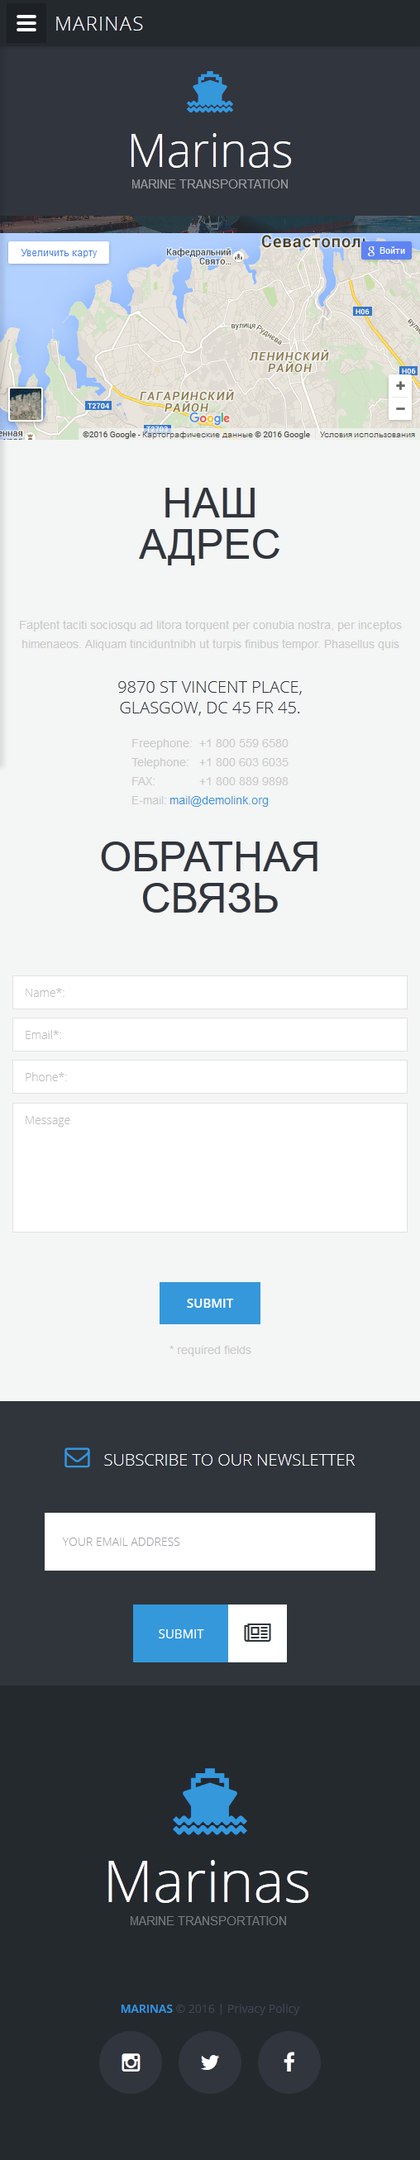 MARINAS
Marinas
MARINE TRANSPORTATION
Увеличить карту
Кафедральний
Свято...
Севастополь
Войти
H06
вулиця Руднєва
ЛЕНИНСКИЙ
РАЙОН
H06
ГАГАРИНСКИЙ
РАЙОН
T2704
Google
©2016 Google - Картографические данные © 2016 Google
Условия использования
НАШ
АДРЕС
Faptent taciti sociosqu ad litora torquent per conubia nostra, per inceptos
himenaeos. Aliquam tinciduntnibh ut turpis finibus tempor. Phasellus quis
9870 ST VINCENT PLACE,
GLASGOW, DC 45 FR 45.
Freephone: +1 800 559 6580
Telephone: +1 800 603 6035
FAX: +1 800 889 9898
E-mail: mail@demolink.org
ОБРАТНАЯ
СВЯЗЬ
Name*:
Email*:
Phone*:
Message
SUBMIT
* required fields
SUBSCRIBE TO OUR NEWSLETTER
YOUR EMAIL ADDRESS
SUBMIT
Marinas
MARINE TRANSPORTATION
MARINAS © 2016 | Privacy Policy